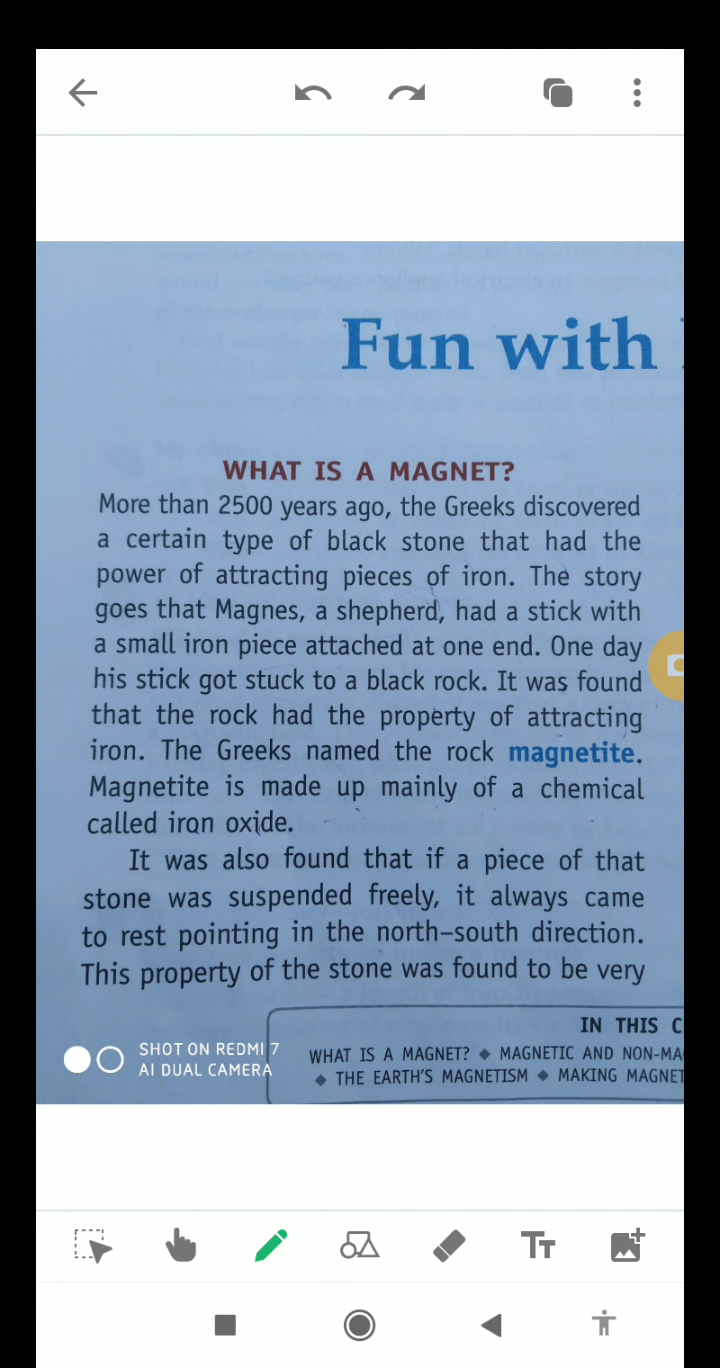 Fun with
WHAT IS A MAGNET?
More than 2500 years ago, the Greeks discovered
a certain type of black stone that had the
power of attracting pieces of iron. The story
goes that Magnes, a shepherd, had a stick with
a small iron piece attached at one end. One day
his stick got stuck to a black rock. It was found
that the rock had the property of attracting
iron. The Greeks named the rock magnetite.
Magnetite is made up mainly of a chemical
called iron oxide.
It was also found that if a piece of that
stone was suspended freely, it always came
to rest pointing in the north–south direction.
This property of the stone was found to be very
IN THIS C
WHAT IS A MAGNET? ◆ MAGNETIC AND NON-MA
◆ THE EARTH'S MAGNETISM ◆ MAKING MAGNET
SHOT ON REDMI 7
AI DUAL CAMERA
TT